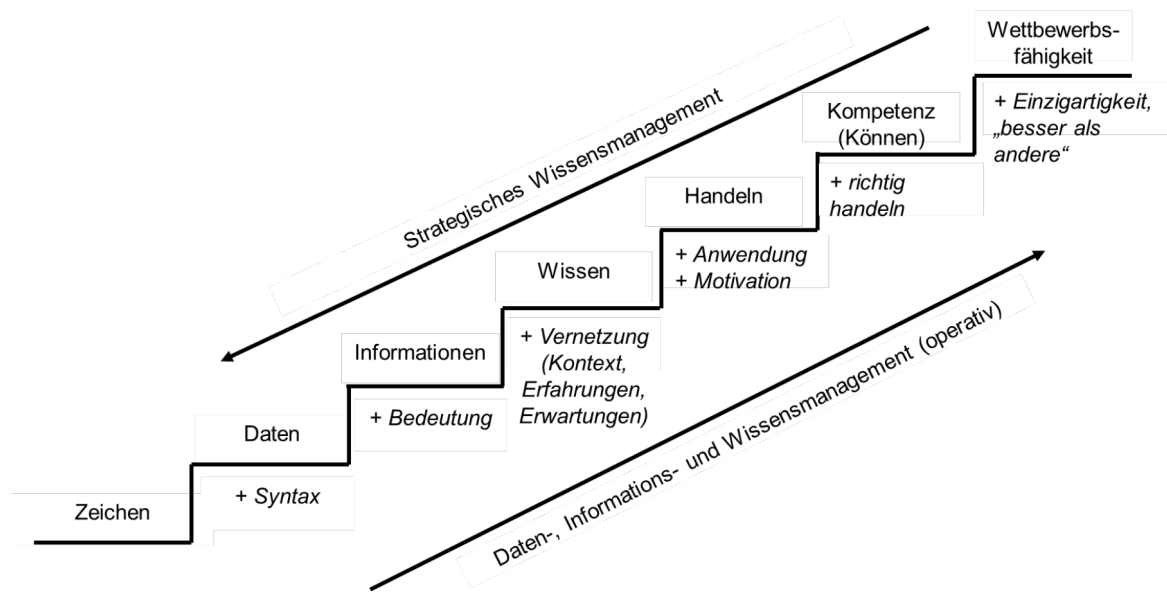 Wettbewerbs-
fähigkeit
+ Einzigartigkeit,
„besser als
andere“
Kompetenz
(Können)
+ richtig
handeln
Strategisches Wissensmanagement
Handeln
+ Anwendung
+ Motivation
Wissen
+ Vernetzung
(Kontext,
Erfahrungen,
Erwartungen)
Informationen
+ Bedeutung
Daten
+ Syntax
Zeichen
Daten-, Informations- und Wissensmanagement (operativ)